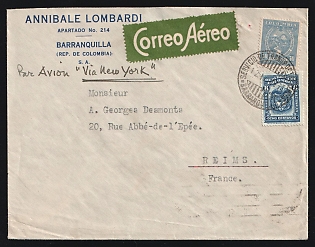 ANNIBALE LOMBARDI
APARTADO No. 214
BARRANQUILLA
(REP. DE COLOMBIA)
S. A.
Correo Aéreo
Par Avion "Via New York"
Monsieur
A. Georges Desmonts
20, Rue Abbé-de-l'Epée.
REIMS.
France.